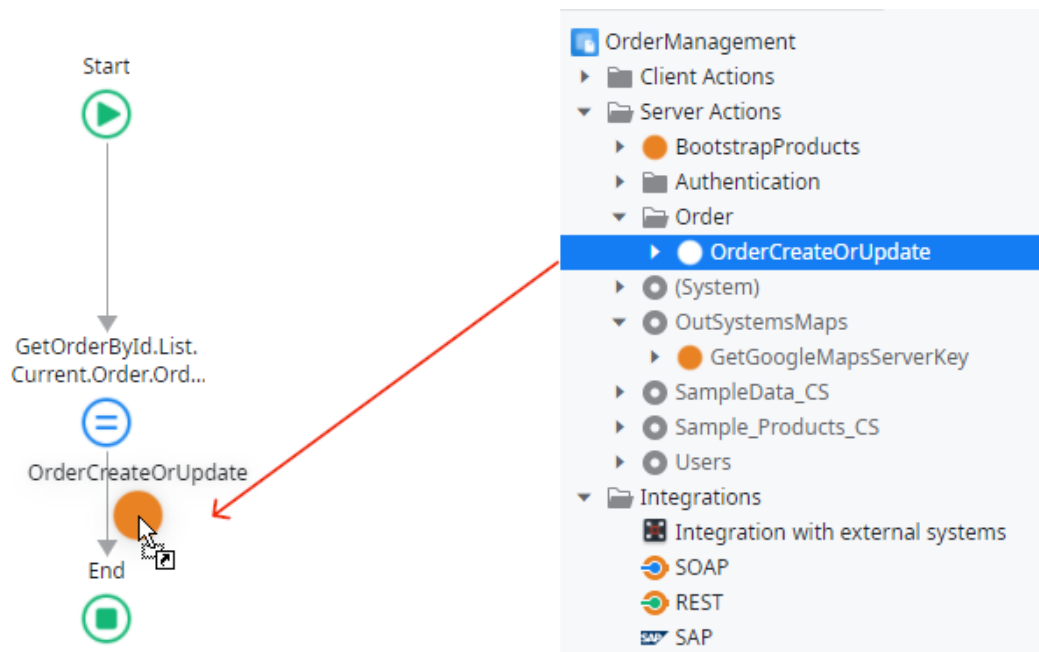 Start
GetOrderById.List.
Current.Order.Ord...
OrderCreateOrUpdate
End
OrderManagement
Client Actions
Server Actions
BootstrapProducts
Authentication
Order
OrderCreateOrUpdate
(System)
OutSystemsMaps
GetGoogleMapsServerKey
SampleData_CS
Sample_Products_CS
Users
Integrations
Integration with external systems
SOAP
REST
SAP SAP